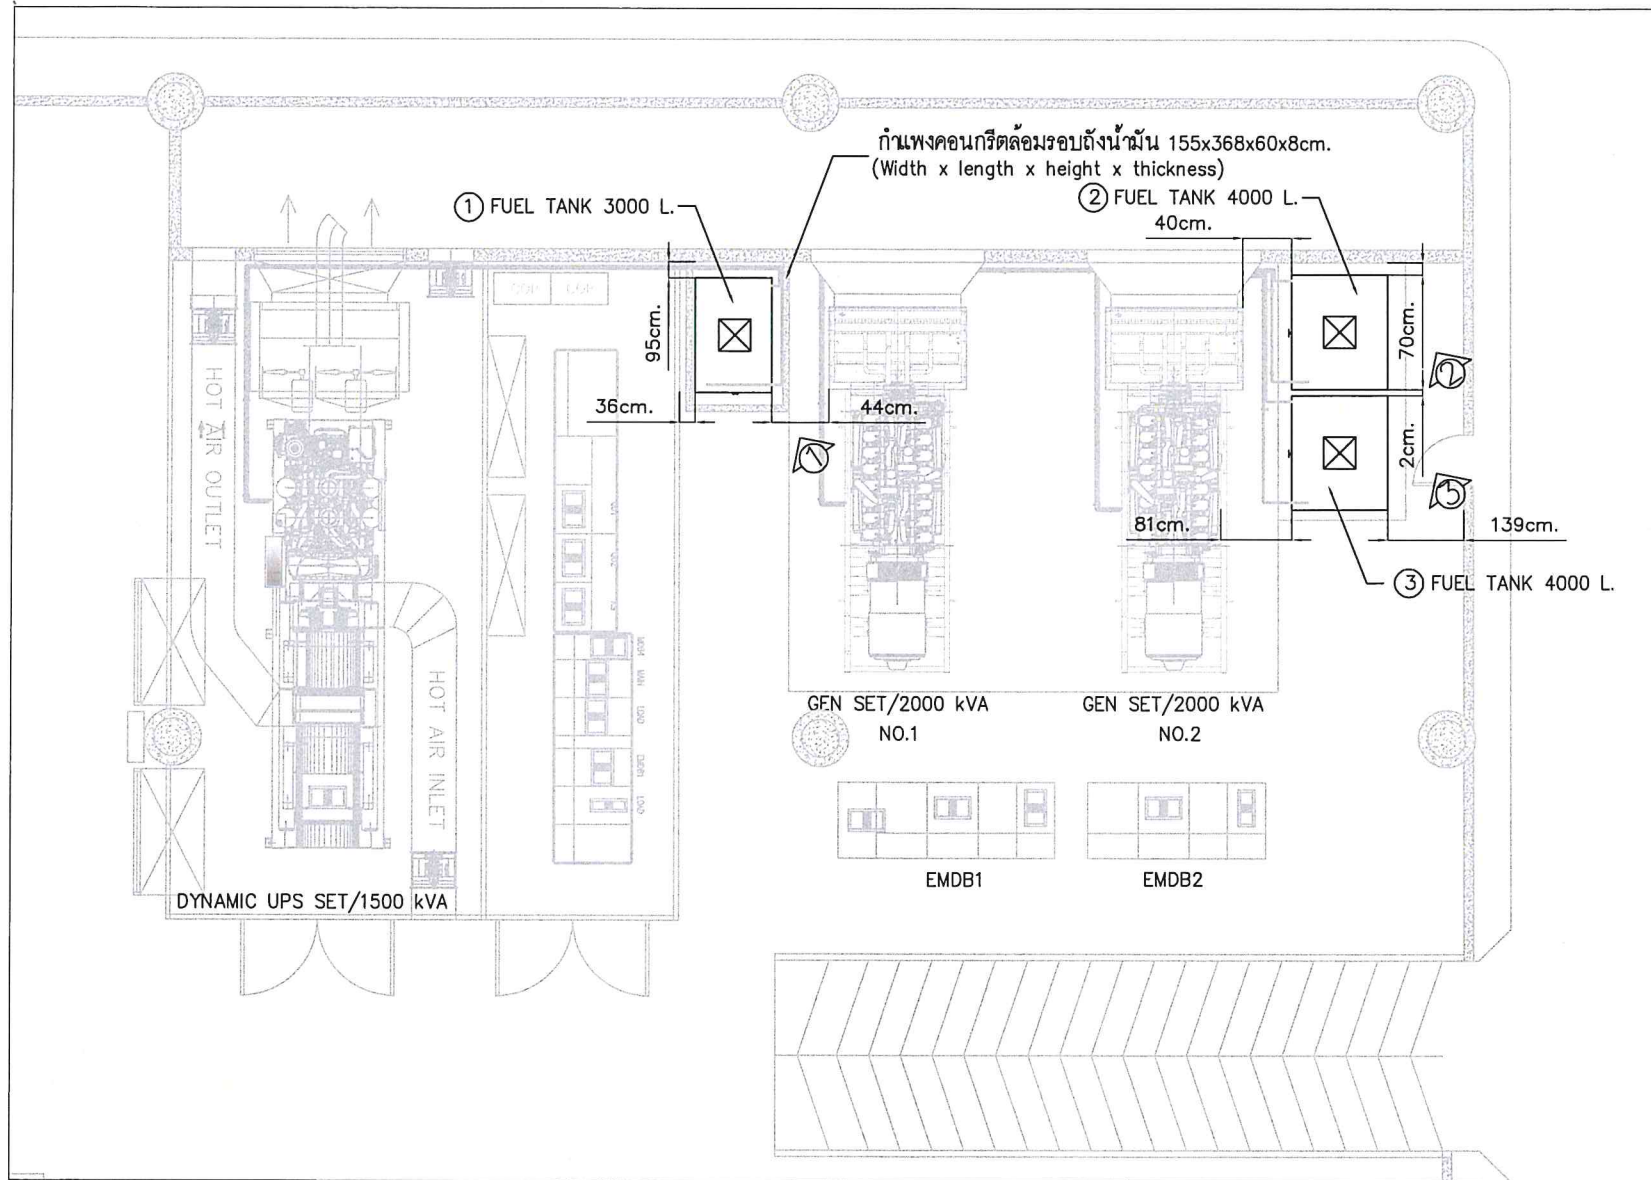 กำแพงคอนกรีตล้อมรอบถังน้ำมัน 155x368x60x8cm.
(Width x length x height x thickness)
① FUEL TANK 3000 L.
② FUEL TANK 4000 L.
40cm.
95cm.
70cm.
2
36cm.
44cm.
1
2cm.
3
81cm.
139cm.
③ FUEL TANK 4000 L.
HOT AIR OUTLET
HOT AIR INLET
GEN SET/2000 kVA
NO.1
GEN SET/2000 kVA
NO.2
EMDB1
EMDB2
DYNAMIC UPS SET/1500 kVA